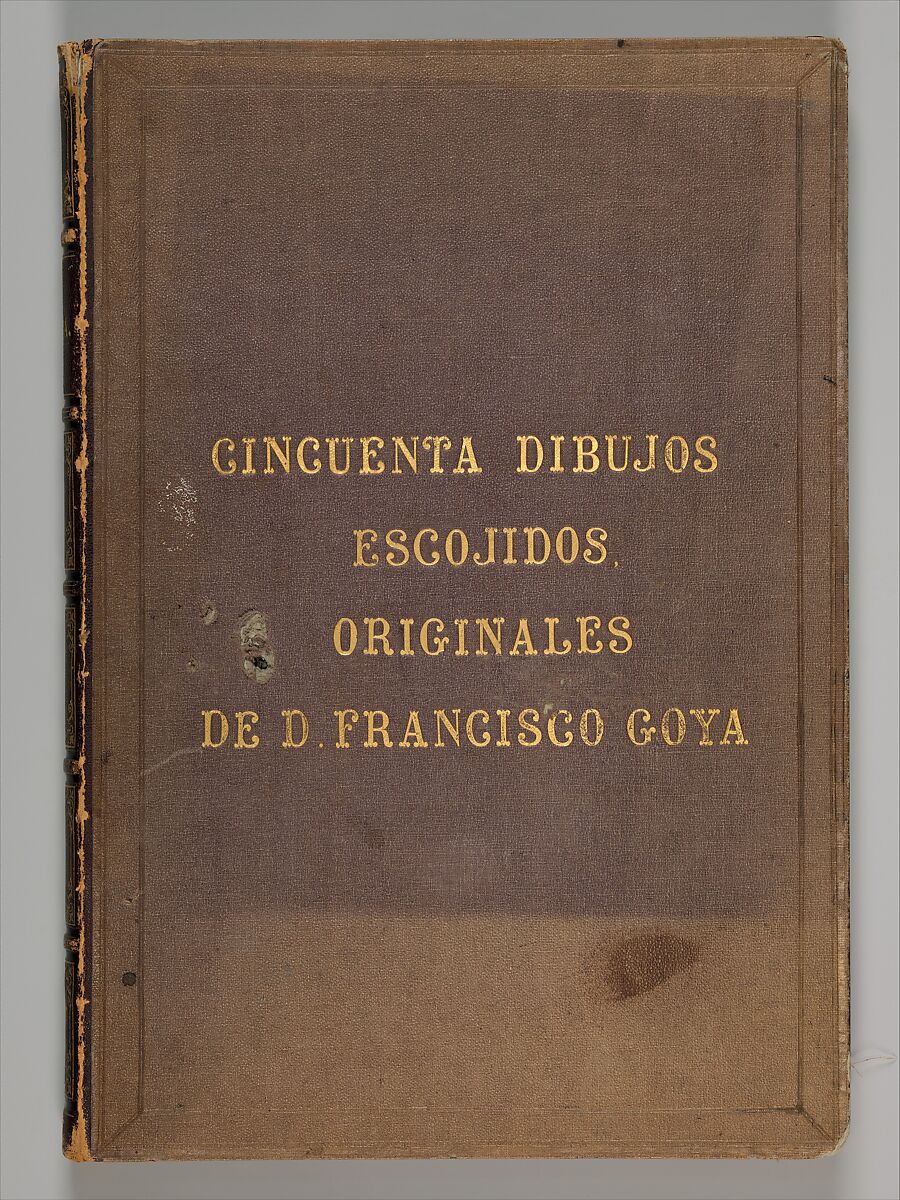 CINCUENTA DIBUJOS
ESCOJIDOS,
ORIGINALES
DE D. FRANCISCO GOYA